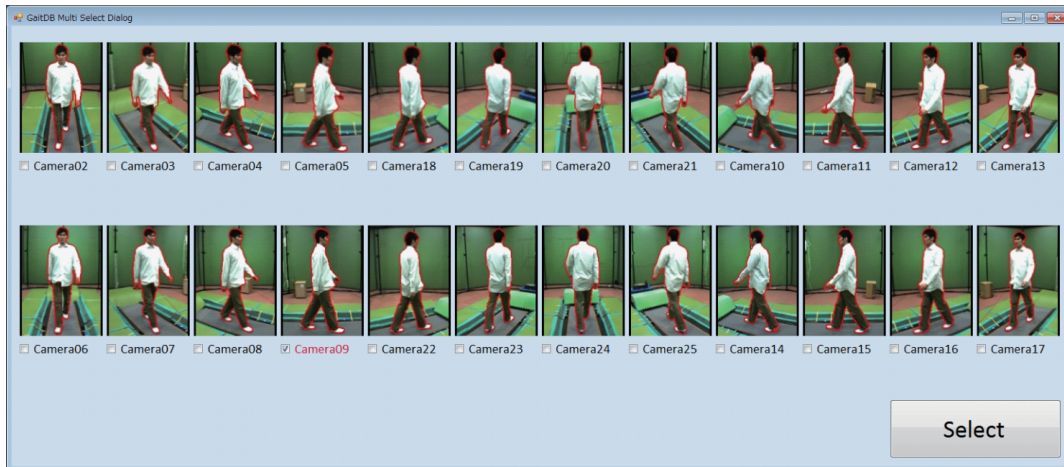 GaitDB Multi Select Dialog
Camera02 Camera03 Camera04 Camera05 Camera18 Camera19 Camera20 Camera21 Camera10 Camera11 Camera12 Camera13
Camera06 Camera07 Camera08 Camera09 Camera22 Camera23 Camera24 Camera25 Camera14 Camera15 Camera16 Camera17
Select